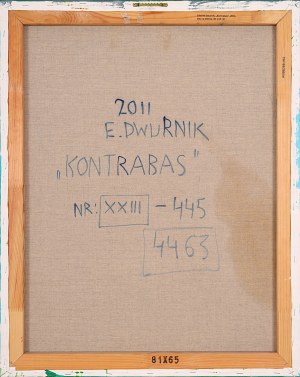 2011
E. DWURNIK
„KONTRABAS"
NR: XXIII - 445
4463
81X65